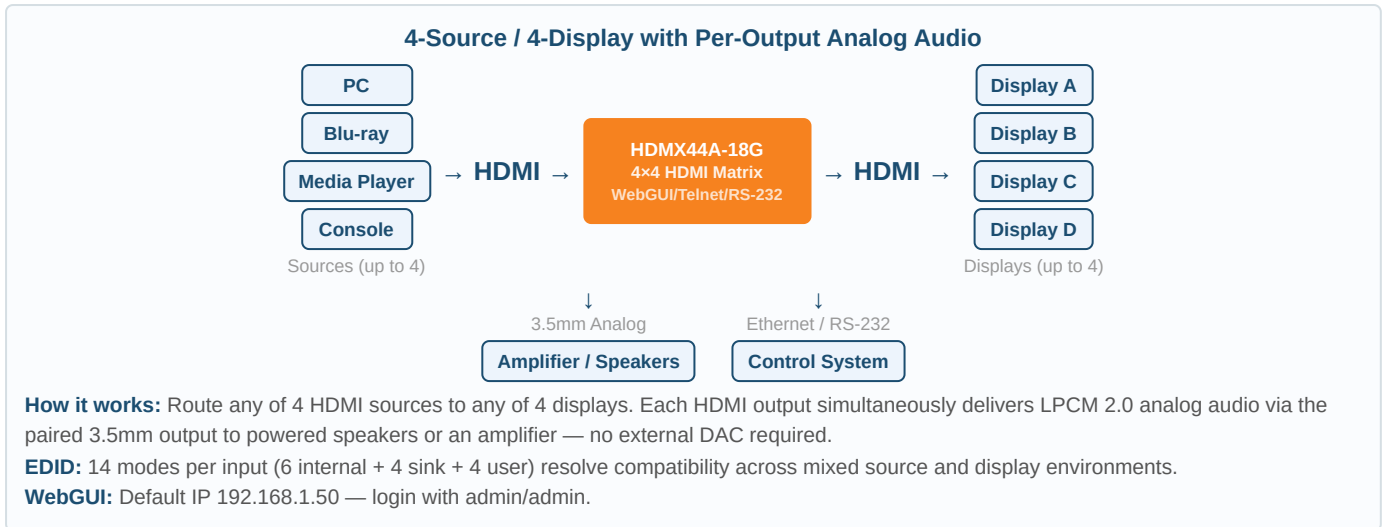 4-Source / 4-Display with Per-Output Analog Audio
PC
Blu-ray
Media Player
Console
Sources (up to 4)
→ HDMI →
HDMX44A-18G
4×4 HDMI Matrix
WebGUI/Telnet/RS-232
→ HDMI →
Display A
Display B
Display C
Display D
Displays (up to 4)
↓
3.5mm Analog
Amplifier / Speakers
↓
Ethernet / RS-232
Control System
How it works: Route any of 4 HDMI sources to any of 4 displays. Each HDMI output simultaneously delivers LPCM 2.0 analog audio via the
paired 3.5mm output to powered speakers or an amplifier — no external DAC required.
EDID: 14 modes per input (6 internal + 4 sink + 4 user) resolve compatibility across mixed source and display environments.
WebGUI: Default IP 192.168.1.50 — login with admin/admin.